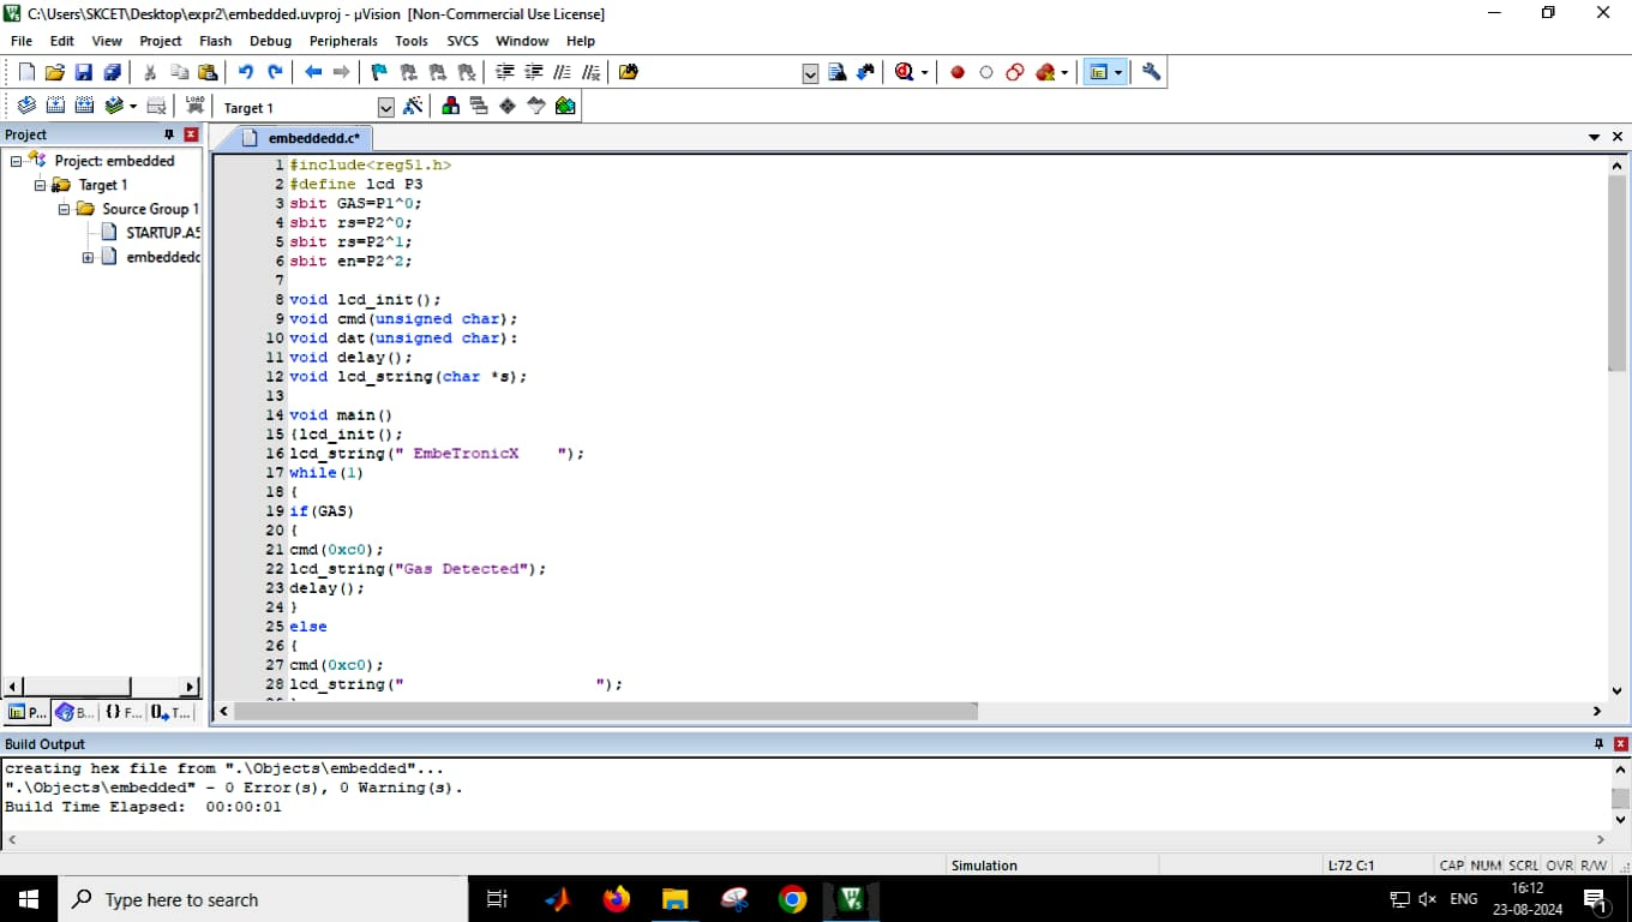 C:\Users\SKCET\Desktop\expr2\embedded.uvproj - µVision [Non-Commercial Use License]
File Edit View Project Flash Debug Peripherals Tools SVCS Window Help
LOAD Target 1
Project
embeddedd.c*
Project: embedded
Target 1
Source Group 1
STARTUP.A5
embeddedc
1 #include<reg51.h>
2 #define lcd P3
3 sbit GAS=P1^0;
4 sbit rs=P2^0;
5 sbit rs=P2^1;
6 sbit en=P2^2;
7
8 void lcd_init();
9 void cmd(unsigned char);
10 void dat(unsigned char):
11 void delay();
12 void lcd_string(char *s);
13
14 void main()
15 {lcd_init();
16 lcd_string(" EmbeTronicX    ");
17 while(1)
18 {
19 if(GAS)
20 {
21 cmd(0xc0);
22 lcd_string("Gas Detected");
23 delay();
24 }
25 else
26 {
27 cmd(0xc0);
28 lcd_string("                    ");
P... B... {} F... 0 T...
Build Output
creating hex file from ".\Objects\embedded"...
".\Objects\embedded" - 0 Error(s), 0 Warning(s).
Build Time Elapsed:  00:00:01
Simulation L:72 C:1 CAP NUM SCRL OVR R/W
Type here to search
ENG
16:12
23-08-2024
1